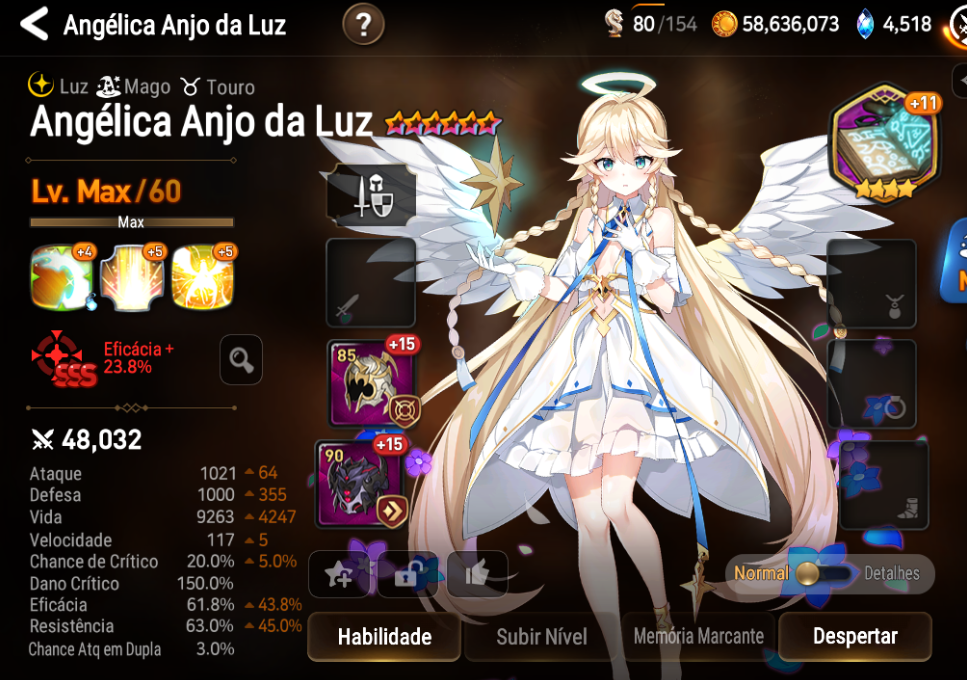 Angélica Anjo da Luz ? 80/154 58,636,073 4,518
Luz Mago Touro
Angélica Anjo da Luz
+11
Lv. Max/60
Max
+4 +5 +5
Eficácia +
23.8%
SSS
85 +15
90 +15
48,032
Ataque 1021 64
Defesa 1000 355
Vida 9263 4247
Velocidade 117 5
Chance de Crítico 20.0% 5.0%
Dano Crítico 150.0%
Eficácia 61.8% 43.8%
Resistência 63.0% 45.0%
Chance Atq em Dupla 3.0%
Normal Detalhes
Habilidade Subir Nível Memória Marcante Despertar